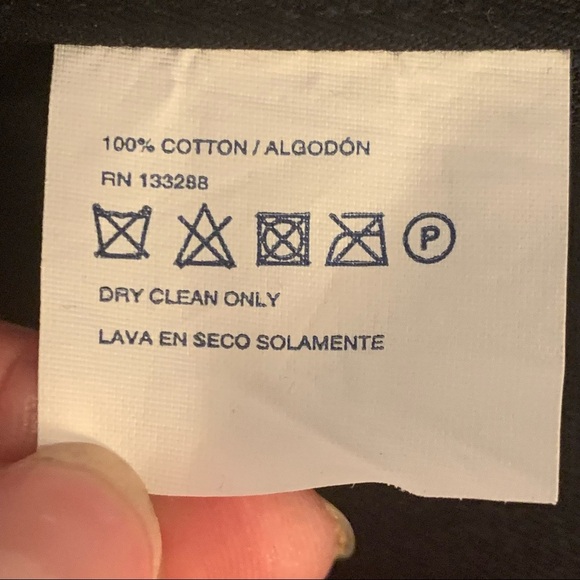 100% COTTON / ALGODÓN
RN 133288
P
DRY CLEAN ONLY
LAVA EN SECO SOLAMENTE